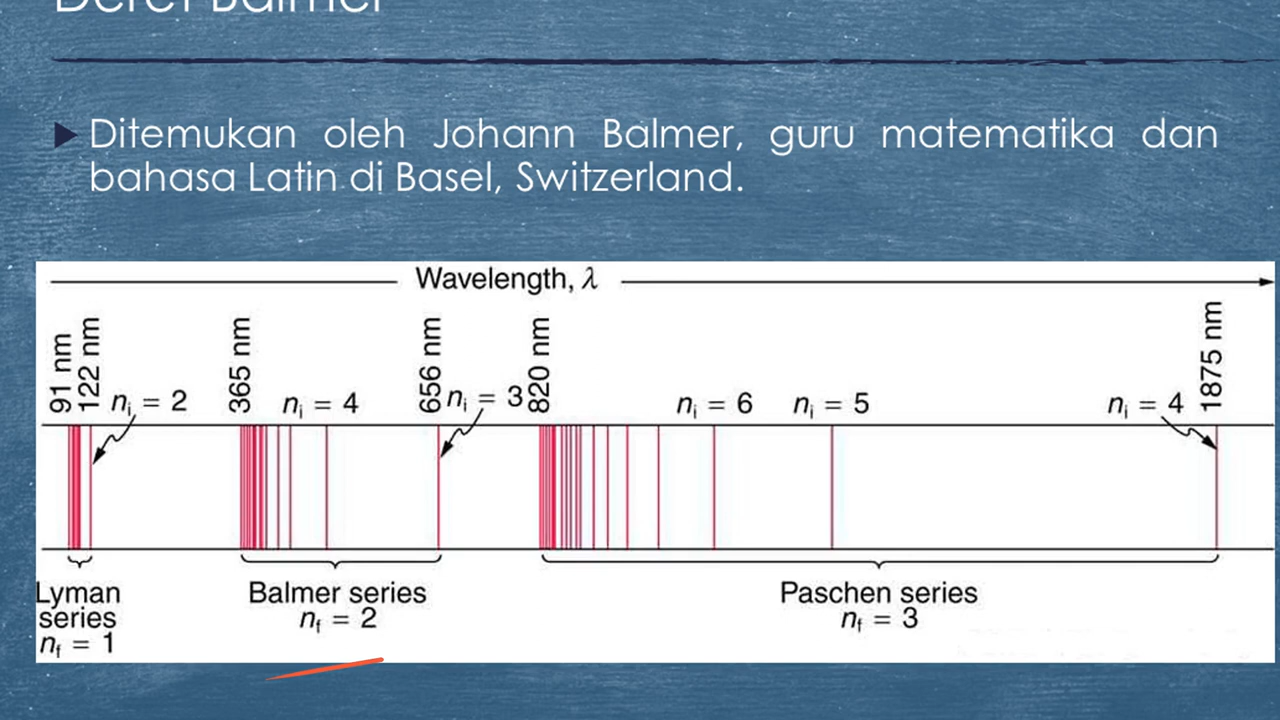 Deret Balmer
Ditemukan oleh Johann Balmer, guru matematika dan
bahasa Latin di Basel, Switzerland.
Wavelength, λ
91 nm
122 nm
nᵢ = 2
365 nm
nᵢ = 4
656 nm
nᵢ = 3
820 nm
nᵢ = 6
nᵢ = 5
nᵢ = 4
1875 nm
Lyman
series
n_f = 1
Balmer series
n_f = 2
Paschen series
n_f = 3